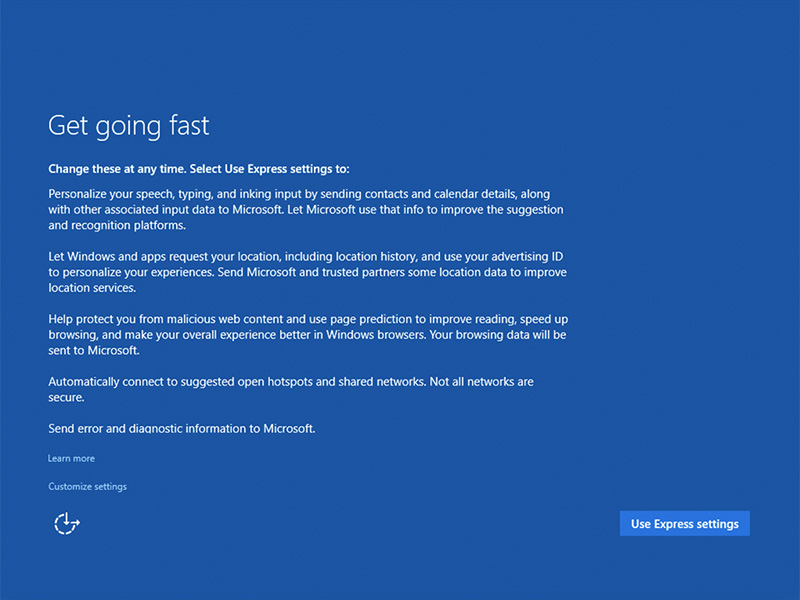 Get going fast
Change these at any time. Select Use Express settings to:
Personalize your speech, typing, and inking input by sending contacts and calendar details, along
with other associated input data to Microsoft. Let Microsoft use that info to improve the suggestion
and recognition platforms.
Let Windows and apps request your location, including location history, and use your advertising ID
to personalize your experiences. Send Microsoft and trusted partners some location data to improve
location services.
Help protect you from malicious web content and use page prediction to improve reading, speed up
browsing, and make your overall experience better in Windows browsers. Your browsing data will be
sent to Microsoft.
Automatically connect to suggested open hotspots and shared networks. Not all networks are
secure.
Send error and diagnostic information to Microsoft.
Learn more
Customize settings
Use Express settings